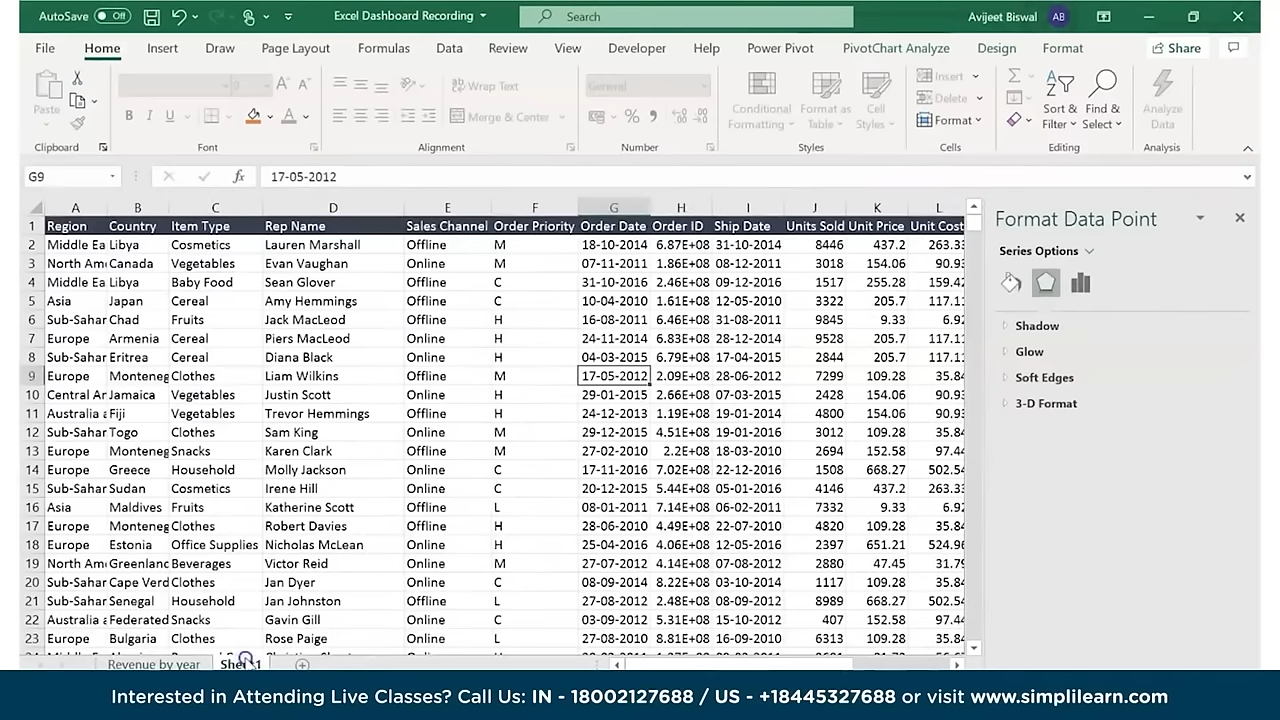 AutoSave Off Excel Dashboard Recording Search Avijeet Biswal AB
File Home Insert Draw Page Layout Formulas Data Review View Developer Help Power Pivot PivotChart Analyze Design Format Share
Paste Wrap Text General Conditional Formatting Format as Table Cell Styles Insert Sort & Filter Find & Select Analyze Data
Merge & Center Delete
Format
Clipboard Font Alignment Number Styles Cells Editing Analysis
G9 fx 17-05-2012
A B C D E F G H I J K L
1 Region Country Item Type Rep Name Sales Channel Order Priority Order Date Order ID Ship Date Units Sold Unit Price Unit Cost
2 Middle Ea Libya Cosmetics Lauren Marshall Offline M 18-10-2014 6.87E+08 31-10-2014 8446 437.2 263.33
3 North Am Canada Vegetables Evan Vaughan Online M 07-11-2011 1.86E+08 08-12-2011 3018 154.06 90.93
4 Middle Ea Libya Baby Food Sean Glover Offline C 31-10-2016 2.46E+08 09-12-2016 1517 255.28 159.42
5 Asia Japan Cereal Amy Hemmings Offline C 10-04-2010 1.61E+08 12-05-2010 3322 205.7 117.11
6 Sub-Sahar Chad Fruits Jack MacLeod Offline H 16-08-2011 6.46E+08 31-08-2011 9845 9.33 6.92
7 Europe Armenia Cereal Piers MacLeod Online H 24-11-2014 6.83E+08 28-12-2014 9528 205.7 117.11
8 Sub-Sahar Eritrea Cereal Diana Black Online H 04-03-2015 6.79E+08 17-04-2015 2844 205.7 117.11
9 Europe Monteneg Clothes Liam Wilkins Offline M 17-05-2012 2.09E+08 28-06-2012 7299 109.28 35.84
10 Central Ar Jamaica Vegetables Justin Scott Online H 29-01-2015 2.66E+08 07-03-2015 2428 154.06 90.93
11 Australia a Fiji Vegetables Trevor Hemmings Offline H 24-12-2013 1.19E+08 19-01-2014 4800 154.06 90.93
12 Sub-Sahar Togo Clothes Sam King Online M 29-12-2015 4.51E+08 19-01-2016 3012 109.28 35.84
13 Europe Monteneg Snacks Karen Clark Offline M 27-02-2010 2.2E+08 18-03-2010 2694 152.58 97.44
14 Europe Greece Household Molly Jackson Online C 17-11-2016 7.02E+08 22-12-2016 1508 668.27 502.54
15 Sub-Sahar Sudan Cosmetics Irene Hill Online C 20-12-2015 5.44E+08 05-01-2016 4146 437.2 263.33
16 Asia Maldives Fruits Katherine Scott Offline L 08-01-2011 7.14E+08 06-02-2011 7332 9.33 6.92
17 Europe Monteneg Clothes Robert Davies Offline H 28-06-2010 4.49E+08 22-07-2010 4820 109.28 35.84
18 Europe Estonia Office Supplies Nicholas McLean Online H 25-04-2016 4.06E+08 12-05-2016 2397 651.21 524.96
19 North Am Greenland Beverages Victor Reid Online M 27-07-2012 4.14E+08 07-08-2012 2880 47.45 31.79
20 Sub-Sahar Cape Verd Clothes Jan Dyer Online C 08-09-2014 8.22E+08 03-10-2014 1117 109.28 35.84
21 Sub-Sahar Senegal Household Jan Johnston Offline L 27-08-2012 2.48E+08 08-09-2012 8989 668.27 502.54
22 Australia a Federated Snacks Gavin Gill Online C 03-09-2012 5.31E+08 15-10-2012 407 152.58 97.44
23 Europe Bulgaria Clothes Rose Paige Online L 27-08-2010 8.81E+08 16-09-2010 6313 109.28 35.84
Revenue by year Sheet1
Format Data Point
Series Options
Shadow
Glow
Soft Edges
3-D Format
Interested in Attending Live Classes? Call Us: IN - 18002127688 / US - +18445327688 or visit www.simplilearn.com